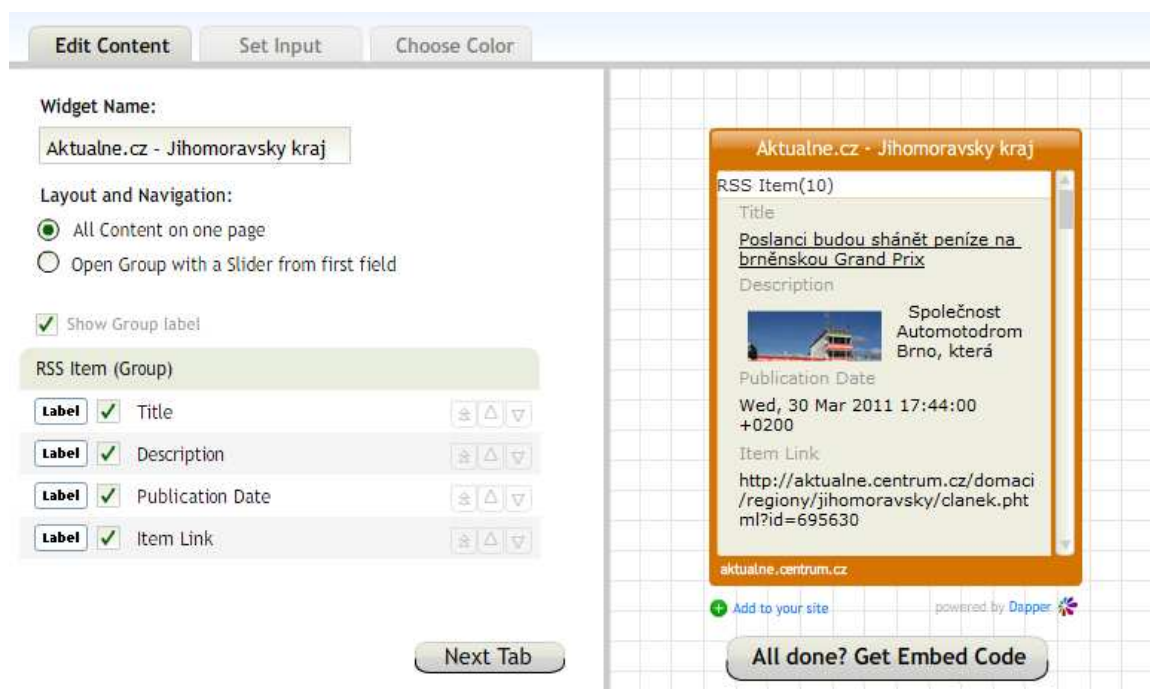 Edit Content
Set Input
Choose Color
Widget Name:
Aktualne.cz - Jihomoravsky kraj
Layout and Navigation:
All Content on one page
Open Group with a Slider from first field
Show Group label
RSS Item (Group)
Label Title
Label Description
Label Publication Date
Label Item Link
Next Tab
Aktualne.cz - Jihomoravsky kraj
RSS Item(10)
Title
Poslanci budou shánět peníze na
brněnskou Grand Prix
Description
Společnost
Automotodrom
Brno, která
Publication Date
Wed, 30 Mar 2011 17:44:00
+0200
Item Link
http://aktualne.centrum.cz/domaci
/regiony/jihomoravsky/clanek.pht
ml?id=695630
aktualne.centrum.cz
Add to your site
powered by Dapper
All done? Get Embed Code